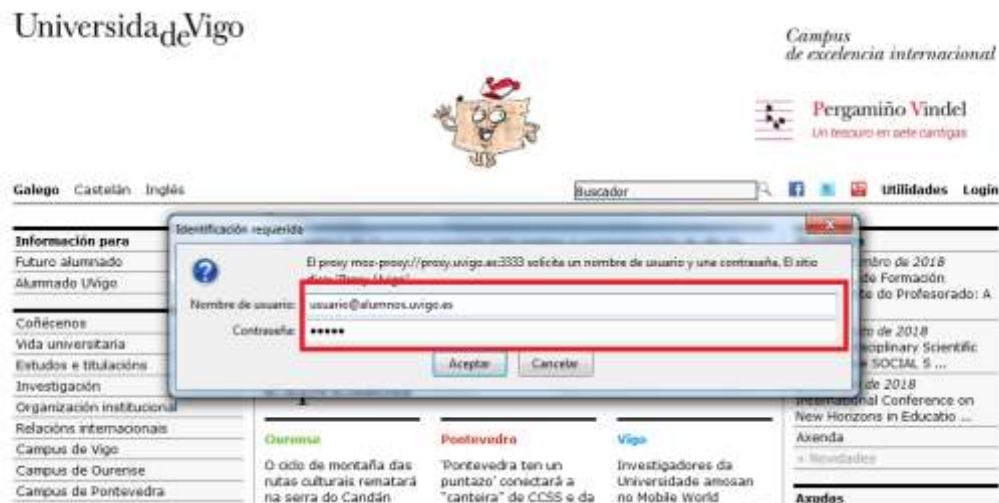 UniversidadeVigo
Campus
de excelencia internacional
Pergamiño Vindel
Un tesouro en sete cantigas
Galego Castelán Inglés
Buscador
Utilidades Login
Identificación requerida
El proxy moz-proxy://proxy.uvigo.es:3333 solicita un nombre de usuario y una contraseña. El sitio
Nombre de usuario: usuario@alumnos.uvigo.es
Contraseña: •••••
Aceptar Cancelar
Información para
Futuro alumnado
Alumnado UVigo
Coñécenos
Vida universitaria
Estudos e titulacións
Investigación
Organización institucional
Relacións internacionais
Campus de Vigo
Campus de Ourense
Campus de Pontevedra
Ourense
O ciclo de montaña das
rutas culturais rematará
na serra do Candán
Pontevedra
'Pontevedra ten un
puntazo' conectará a
"canteira" de CCSS e da
Vigo
Investigadores da
Universidade amosan
no Mobile World
mbro de 2018
de Formación
te do Profesorado: A
to de 2018
isciplinary Scientific
SOCIAL S ...
de 2018
International Conference on
New Horizons in Educatio ...
Axenda
+ Novidades
Axudas